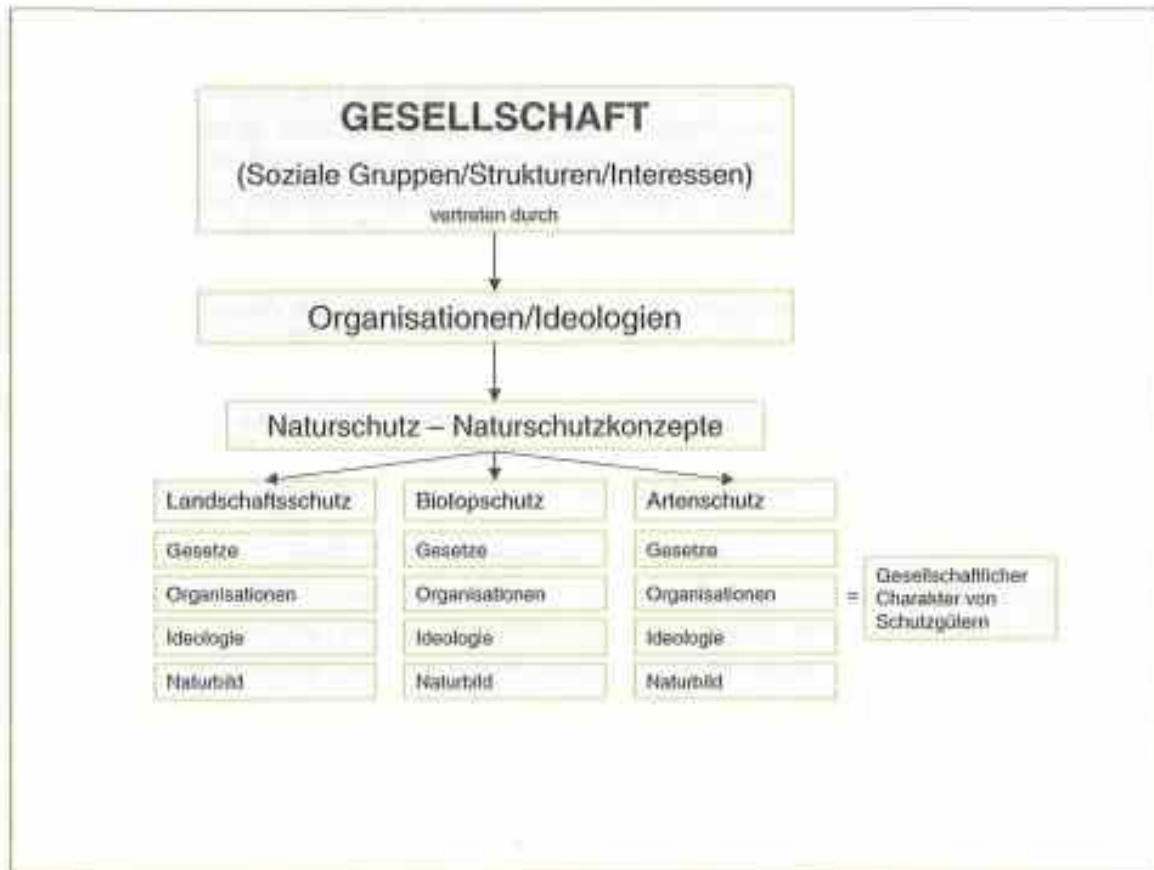 GESELLSCHAFT
(Soziale Gruppen/Strukturen/Interessen)
vertreten durch
Organisationen/Ideologien
Naturschutz – Naturschutzkonzepte
Landschaftsschutz
Biotopschutz
Artenschutz
Gesetze
Gesetze
Gesetze
Organisationen
Organisationen
Organisationen
=
Gesellschaftlicher
Charakter von
Schutzgütern
Ideologie
Ideologie
Ideologie
Naturbild
Naturbild
Naturbild